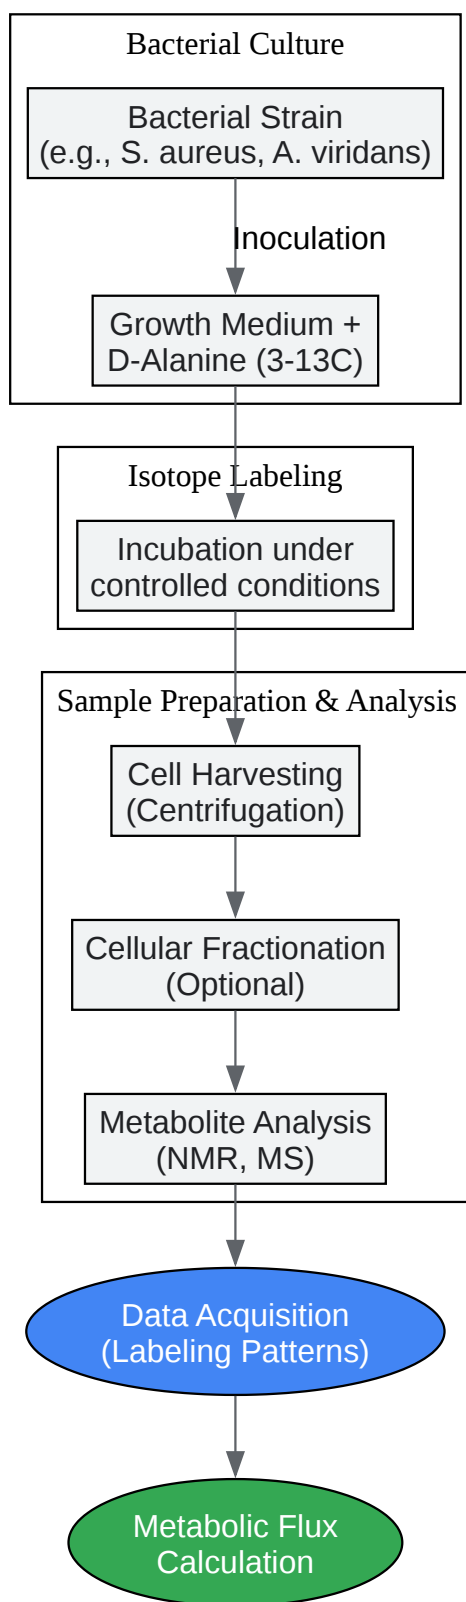 Bacterial Culture
Bacterial Strain
(e.g., S. aureus, A. viridans)
Inoculation
Growth Medium +
D-Alanine (3-13C)
Isotope Labeling
Incubation under
controlled conditions
Sample Preparation & Analysis
Cell Harvesting
(Centrifugation)
Cellular Fractionation
(Optional)
Metabolite Analysis
(NMR, MS)
Data Acquisition
(Labeling Patterns)
Metabolic Flux
Calculation